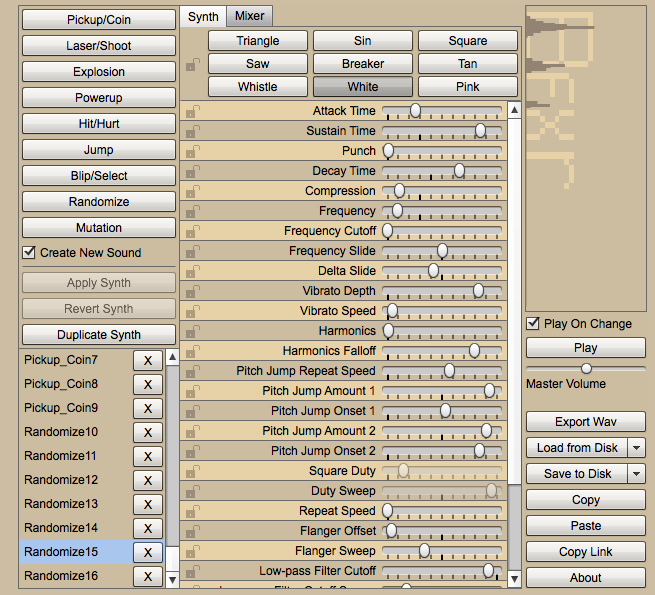 Pickup/Coin
Laser/Shoot
Explosion
Powerup
Hit/Hurt
Jump
Blip/Select
Randomize
Mutation
Create New Sound
Apply Synth
Revert Synth
Duplicate Synth
Pickup_Coin7 X
Pickup_Coin8 X
Pickup_Coin9 X
Randomize10 X
Randomize11 X
Randomize12 X
Randomize13 X
Randomize14 X
Randomize15 X
Randomize16 X
Synth Mixer
Triangle Sin Square
Saw Breaker Tan
Whistle White Pink
Attack Time
Sustain Time
Punch
Decay Time
Compression
Frequency
Frequency Cutoff
Frequency Slide
Delta Slide
Vibrato Depth
Vibrato Speed
Harmonics
Harmonics Falloff
Pitch Jump Repeat Speed
Pitch Jump Amount 1
Pitch Jump Onset 1
Pitch Jump Amount 2
Pitch Jump Onset 2
Square Duty
Duty Sweep
Repeat Speed
Flanger Offset
Flanger Sweep
Low-pass Filter Cutoff
Play On Change
Play
Master Volume
Export Wav
Load from Disk
Save to Disk
Copy
Paste
Copy Link
About